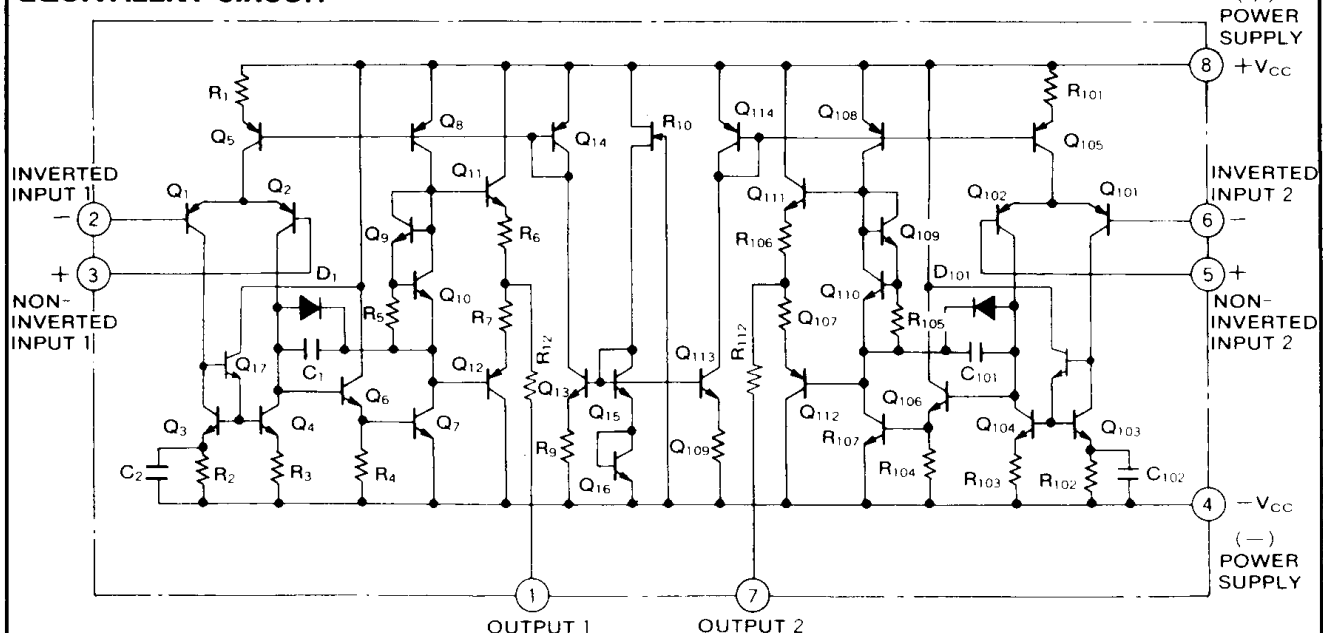 EQUIVALENT CIRCUIT
POWER
SUPPLY
8 +VCC
R1
Q5
Q8
Q14
R10
Q114
Q108
R101
Q105
INVERTED
INPUT 1
− 2
+ 3
NON-
INVERTED
INPUT 1
Q1
Q2
Q11
Q9
R6
Q10
D1
R5
R7
C1
Q17
Q12
R12
Q6
Q13
Q15
Q3
Q4
Q7
R9
Q16
C2
R2
R3
R4
Q111
R106
Q109
Q110
Q107
R105
D101
R112
Q113
C101
Q106
Q112
Q104
Q103
R107
Q109
R104
R103
R102
C102
Q102
Q101
INVERTED
INPUT 2
6 −
5 +
NON-
INVERTED
INPUT 2
4 −VCC
(−)
POWER
SUPPLY
1
7
OUTPUT 1
OUTPUT 2